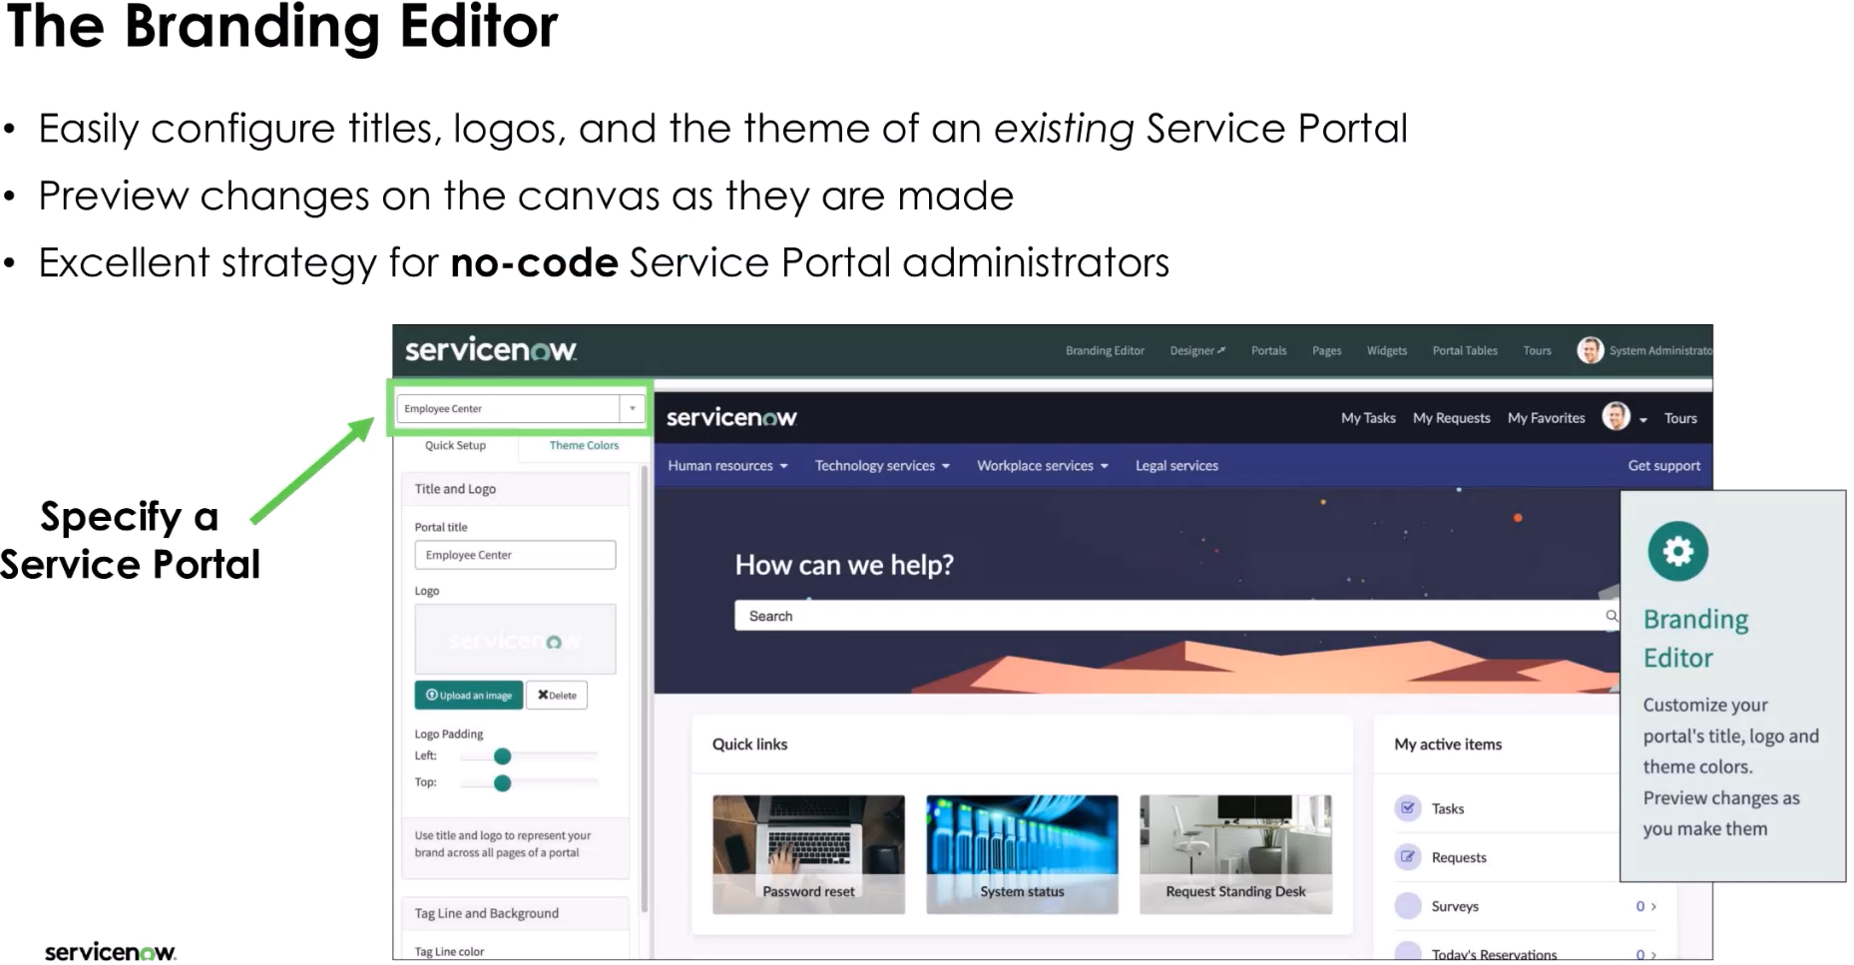 The Branding Editor
• Easily configure titles, logos, and the theme of an existing Service Portal
• Preview changes on the canvas as they are made
• Excellent strategy for no-code Service Portal administrators
Specify a
Service Portal
servicenow
Branding Editor Designer Portals Pages Widgets Portal Tables Tours System Administrato
Employee Center
Quick Setup Theme Colors
Title and Logo
Portal title
Employee Center
Logo
servicenow
Upload an image Delete
Logo Padding
Left:
Top:
Use title and logo to represent your
brand across all pages of a portal
Tag Line and Background
Tag Line color
servicenow
My Tasks My Requests My Favorites Tours
Human resources Technology services Workplace services Legal services Get support
How can we help?
Search
Quick links
Password reset System status Request Standing Desk
My active items
Tasks
Requests
Surveys 0 >
Today's Reservations 0 >
Branding
Editor
Customize your
portal's title, logo and
theme colors.
Preview changes as
you make them
servicenow.